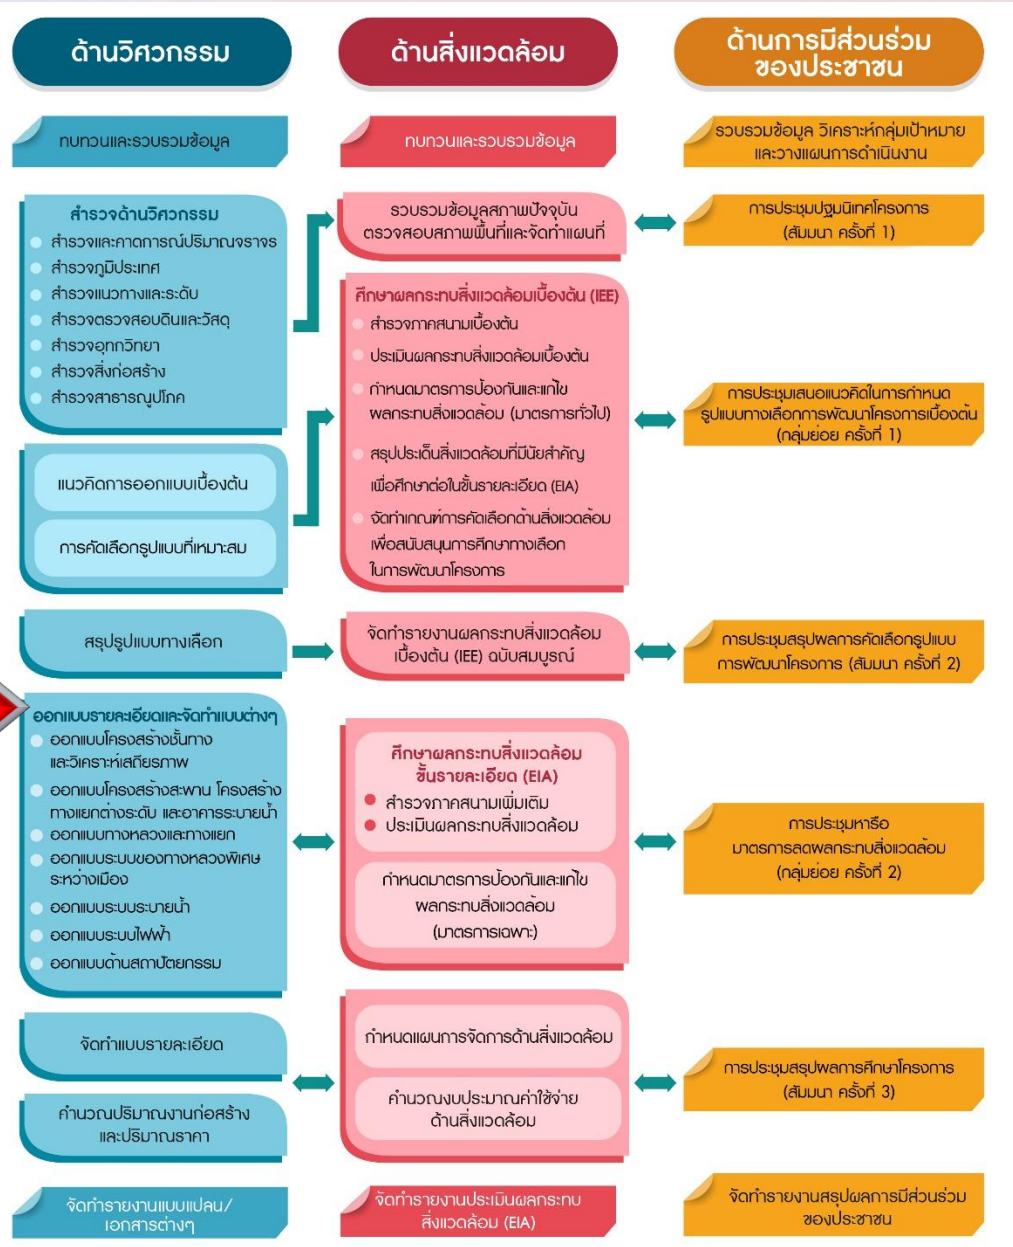 ด้านวิศวกรรม
ด้านสิ่งแวดล้อม
ด้านการมีส่วนร่วม
ของประชาชน
ทบทวนและรวบรวมข้อมูล
ทบทวนและรวบรวมข้อมูล
รวบรวมข้อมูล วิเคราะห์กลุ่มเป้าหมาย
และวางแผนการดำเนินงาน
สำรวจด้านวิศวกรรม
สำรวจและคาดการณ์ปริมาณจราจร
สำรวจภูมิประเทศ
สำรวจแนวทางและระดับ
สำรวจตรวจสอบดินและวัสดุ
สำรวจอุทกวิทยา
สำรวจสิ่งก่อสร้าง
สำรวจสาธารณูปโภค
รวบรวมข้อมูลสภาพปัจจุบัน
ตรวจสอบสภาพพื้นที่และจัดทำแผนที่
การประชุมปฐมนิเทศโครงการ
(สัมมนา ครั้งที่ 1)
ศึกษาผลกระทบสิ่งแวดล้อมเบื้องต้น (IEE)
สำรวจภาคสนามเบื้องต้น
ประเมินผลกระทบสิ่งแวดล้อมเบื้องต้น
กำหนดมาตรการป้องกันและแก้ไข
ผลกระทบสิ่งแวดล้อม (มาตรการทั่วไป)
สรุปประเด็นสิ่งแวดล้อมที่มีนัยสำคัญ
เพื่อศึกษาต่อในขั้นรายละเอียด (EIA)
จัดทำเกณฑ์การคัดเลือกด้านสิ่งแวดล้อม
เพื่อสนับสนุนการศึกษาทางเลือก
ในการพัฒนาโครงการ
การประชุมเสนอแนวคิดในการกำหนด
รูปแบบทางเลือกการพัฒนาโครงการเบื้องต้น
(กลุ่มย่อย ครั้งที่ 1)
แนวคิดการออกแบบเบื้องต้น
การคัดเลือกรูปแบบที่เหมาะสม
สรุปรูปแบบทางเลือก
จัดทำรายงานผลกระทบสิ่งแวดล้อม
เบื้องต้น (IEE) ฉบับสมบูรณ์
การประชุมสรุปผลการคัดเลือกรูปแบบ
การพัฒนาโครงการ (สัมมนา ครั้งที่ 2)
ออกแบบรายละเอียดและจัดทำแบบต่างๆ
ออกแบบโครงสร้างชั้นทาง
และวิเคราะห์เสถียรภาพ
ออกแบบโครงสร้างสะพาน โครงสร้าง
ทางแยกต่างระดับ และอาคารระบายน้ำ
ออกแบบทางหลวงและทางแยก
ออกแบบระบบของทางหลวงพิเศษ
ระหว่างเมือง
ออกแบบระบบระบายน้ำ
ออกแบบระบบไฟฟ้า
ออกแบบด้านสถาปัตยกรรม
ศึกษาผลกระทบสิ่งแวดล้อม
ขั้นรายละเอียด (EIA)
สำรวจภาคสนามเพิ่มเติม
ประเมินผลกระทบสิ่งแวดล้อม
กำหนดมาตรการป้องกันและแก้ไข
ผลกระทบสิ่งแวดล้อม
(มาตรการเฉพาะ)
การประชุมหารือ
มาตรการลดผลกระทบสิ่งแวดล้อม
(กลุ่มย่อย ครั้งที่ 2)
จัดทำแบบรายละเอียด
คำนวณปริมาณงานก่อสร้าง
และปริมาณราคา
กำหนดแผนการจัดการด้านสิ่งแวดล้อม
คำนวณงบประมาณค่าใช้จ่าย
ด้านสิ่งแวดล้อม
การประชุมสรุปผลการศึกษาโครงการ
(สัมมนา ครั้งที่ 3)
จัดทำรายงานแบบแปลน/
เอกสารต่างๆ
จัดทำรายงานประเมินผลกระทบ
สิ่งแวดล้อม (EIA)
จัดทำรายงานสรุปผลการมีส่วนร่วม
ของประชาชน